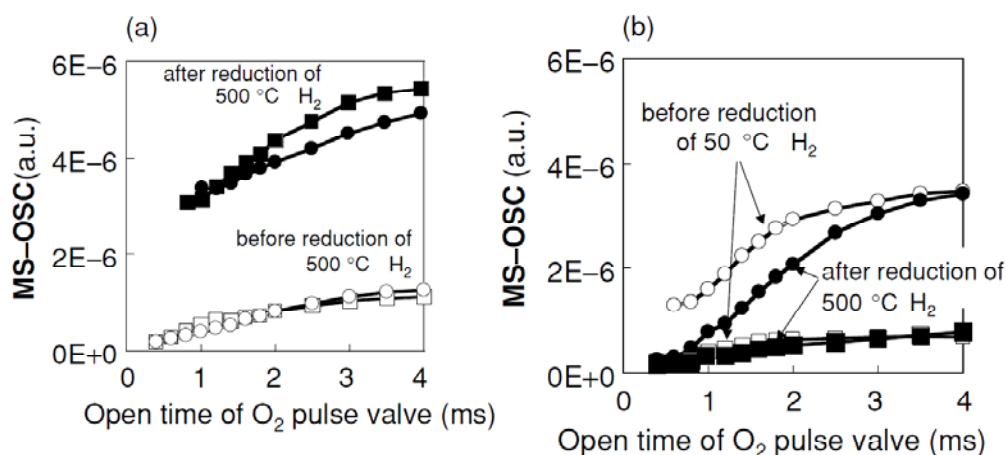 (a)
6E-6
4E-6
2E-6
0E+0
MS–OSC(a.u.)
after reduction of
500 °C H2
before reduction of
500 °C H2
0 1 2 3 4
Open time of O2 pulse valve (ms)
(b)
6E-6
4E-6
2E-6
0E+0
MS–OSC (a.u.)
before reduction
of 50 °C H2
after reduction of
500 °C H2
0 1 2 3 4
Open time of O2 pulse valve (ms)